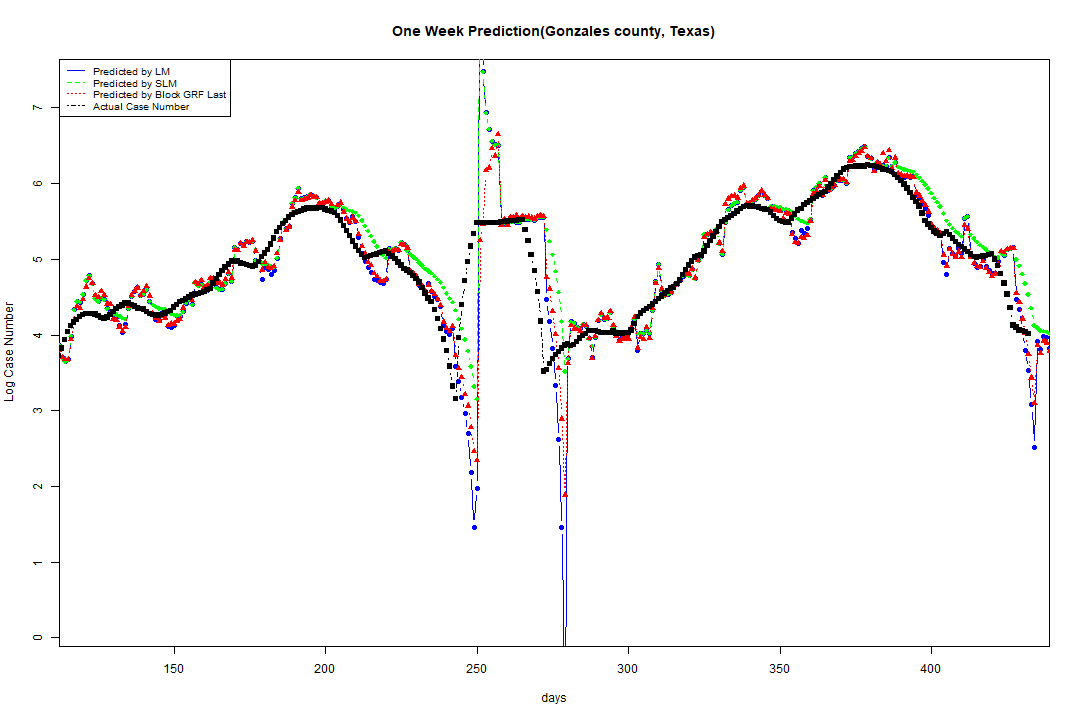 One Week Prediction(Gonzales county, Texas)
Predicted by LM
Predicted by SLM
Predicted by Block GRF Last
Actual Case Number
7
6
5
4
3
2
1
0
Log Case Number
150 200 250 300 350 400
days